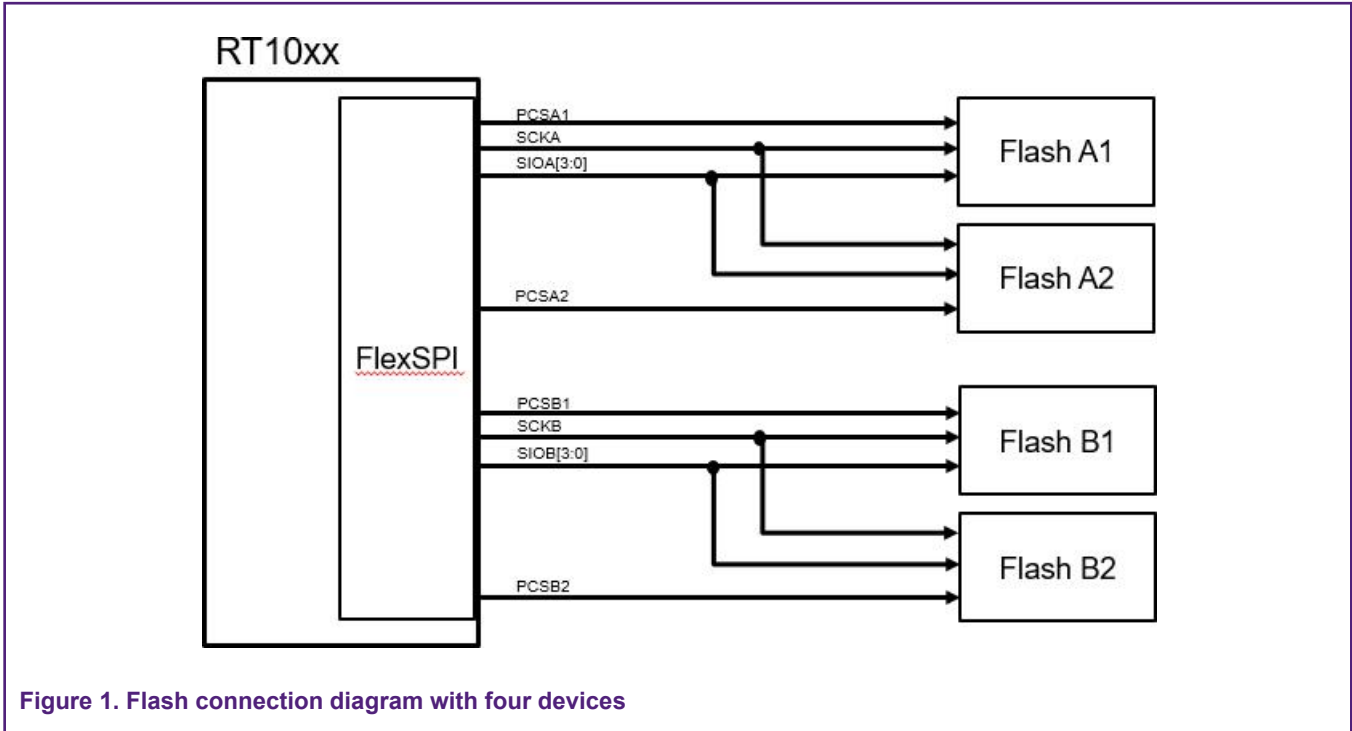 RT10xx
PCSA1
SCKA
SIOA[3:0]
Flash A1
Flash A2
PCSA2
FlexSPI
PCSB1
SCKB
SIOB[3:0]
Flash B1
Flash B2
PCSB2
Figure 1. Flash connection diagram with four devices